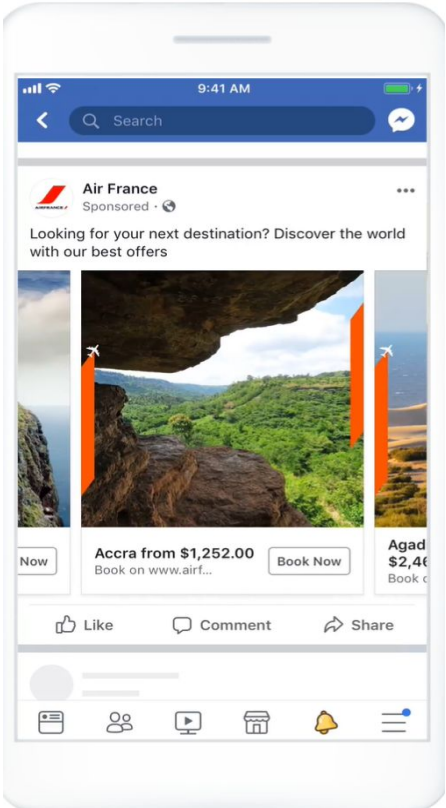 9:41 AM
Search
Air France
Sponsored
Looking for your next destination? Discover the world
with our best offers
Now
Accra from $1,252.00
Book on www.airf...
Book Now
Agad
$2,46
Book
Like
Comment
Share